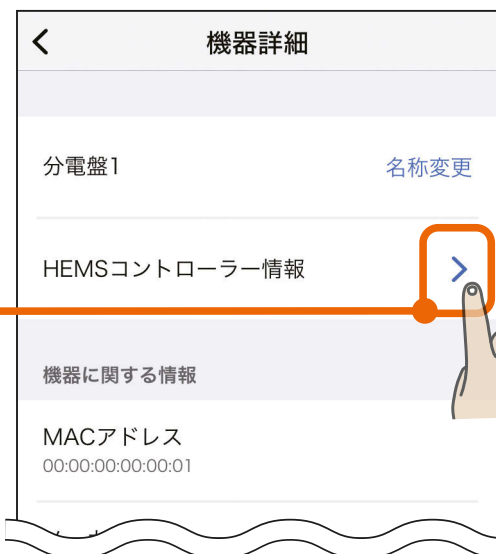 機器詳細
分電盤1 名称変更
HEMSコントローラー情報
機器に関する情報
MACアドレス
00:00:00:00:00:01